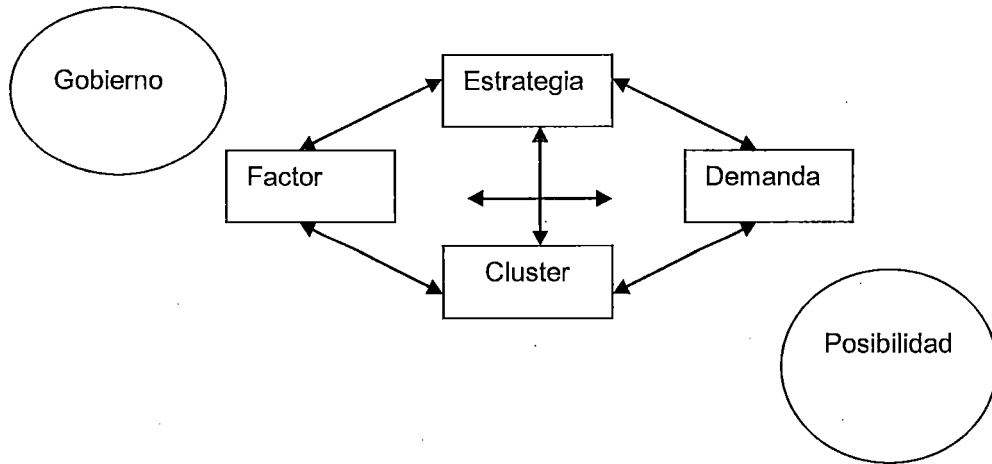 Gobierno
Estrategia
Factor
Demanda
Cluster
Posibilidad